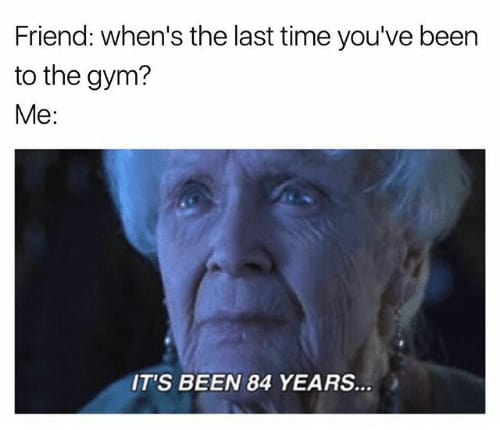 Friend: when's the last time you've been
to the gym?
Me:
IT'S BEEN 84 YEARS...